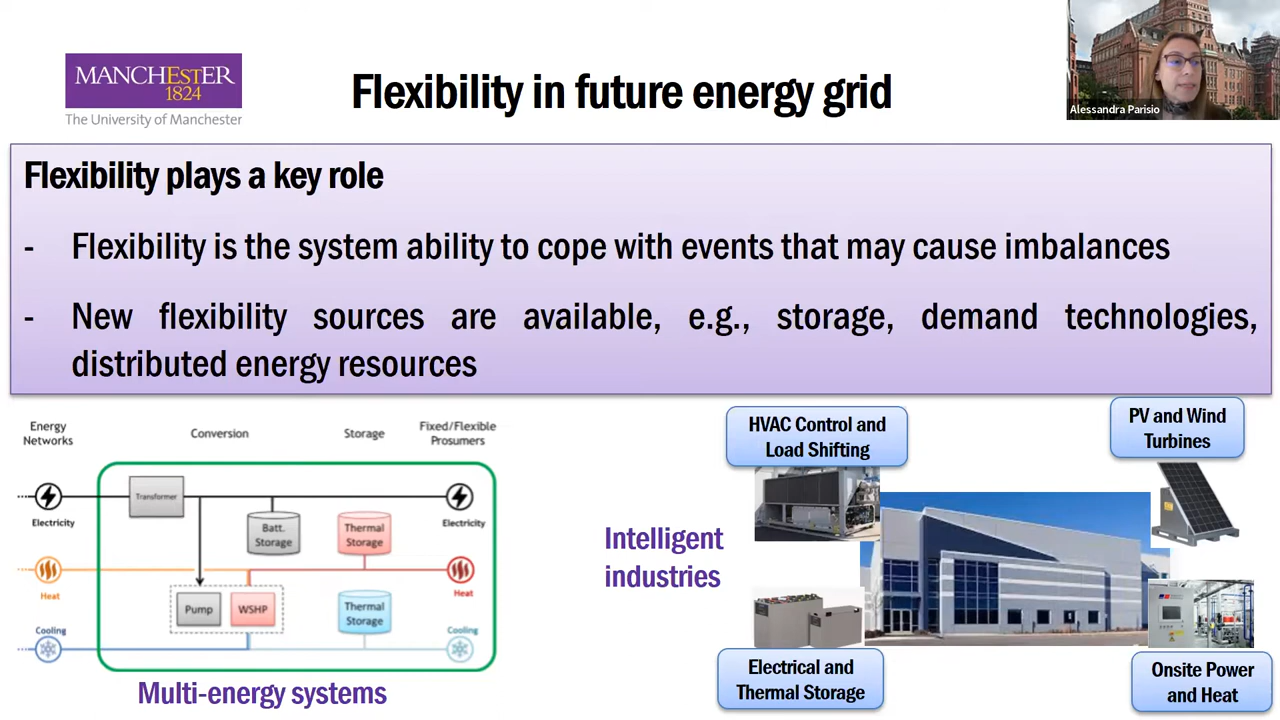 MANCHESTER
1824
The University of Manchester
Flexibility in future energy grid
Alessandra Parisio
Flexibility plays a key role
- Flexibility is the system ability to cope with events that may cause imbalances
- New flexibility sources are available, e.g., storage, demand technologies,
distributed energy resources
Energy
Networks
Conversion
Storage
Fixed/Flexible
Prosumers
Transformer
Electricity
Batt.
Storage
Thermal
Storage
Electricity
Heat
Pump
WSHP
Thermal
Storage
Heat
Cooling
Cooling
Multi-energy systems
Intelligent
industries
HVAC Control and
Load Shifting
PV and Wind
Turbines
Electrical and
Thermal Storage
Onsite Power
and Heat